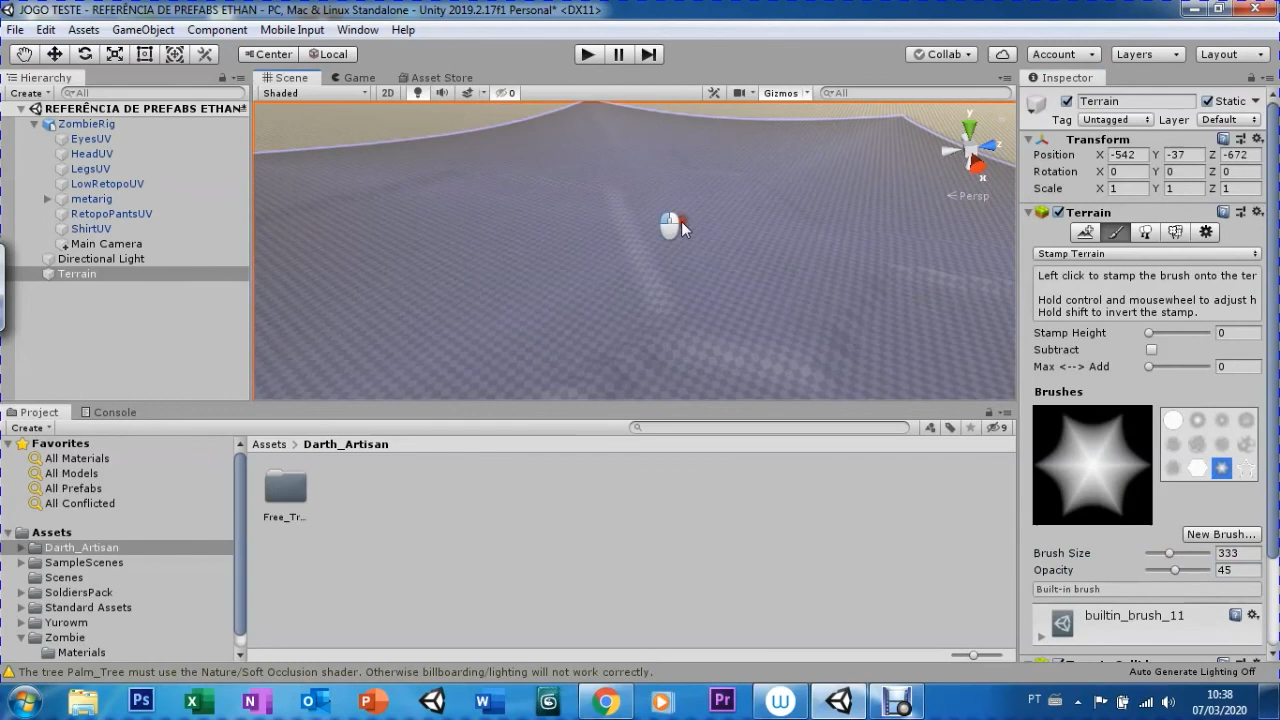 JOGO TESTE - REFERÊNCIA DE PREFABS ETHAN - PC, Mac & Linux Standalone - Unity 2019.2.17f1 Personal* <DX11>
File Edit Assets GameObject Component Mobile Input Window Help
Center Local Collab Account Layers Layout
Hierarchy Scene Game Asset Store Inspector
Create All Shaded 2D 0 Gizmos All
REFERÊNCIA DE PREFABS ETHAN*
ZombieRig
EyesUV
HeadUV
LegsUV
LowRetopoUV
metarig
RetopoPantsUV
ShirtUV
Main Camera
Directional Light
Terrain
y
z
x
Persp
Terrain Static
Tag Untagged Layer Default
Transform
Position X -542 Y -37 Z -672
Rotation X 0 Y 0 Z 0
Scale X 1 Y 1 Z 1
Terrain
Stamp Terrain
Left click to stamp the brush onto the ter
Hold control and mousewheel to adjust h
Hold shift to invert the stamp.
Stamp Height 0
Subtract
Max <--> Add 0
Brushes
New Brush...
Brush Size 333
Opacity 45
Built-in brush
builtin_brush_11
Project Console
Create 9
Favorites
All Materials
All Models
All Prefabs
All Conflicted
Assets
Darth_Artisan
SampleScenes
Scenes
SoldiersPack
Standard Assets
Yurowm
Zombie
Materials
Assets Darth_Artisan
Free_Tr...
The tree Palm_Tree must use the Nature/Soft Occlusion shader. Otherwise billboarding/lighting will not work correctly.
Auto Generate Lighting Off
PT
10:38
07/03/2020